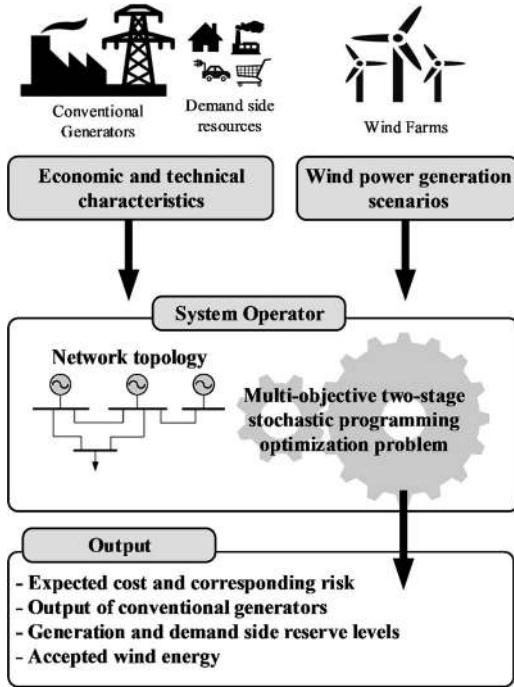 Conventional
Generators
Demand side
resources
Wind Farms
Economic and technical
characteristics
Wind power generation
scenarios
System Operator
Network topology
Multi-objective two-stage
stochastic programming
optimization problem
Output
- Expected cost and corresponding risk
- Output of conventional generators
- Generation and demand side reserve levels
- Accepted wind energy